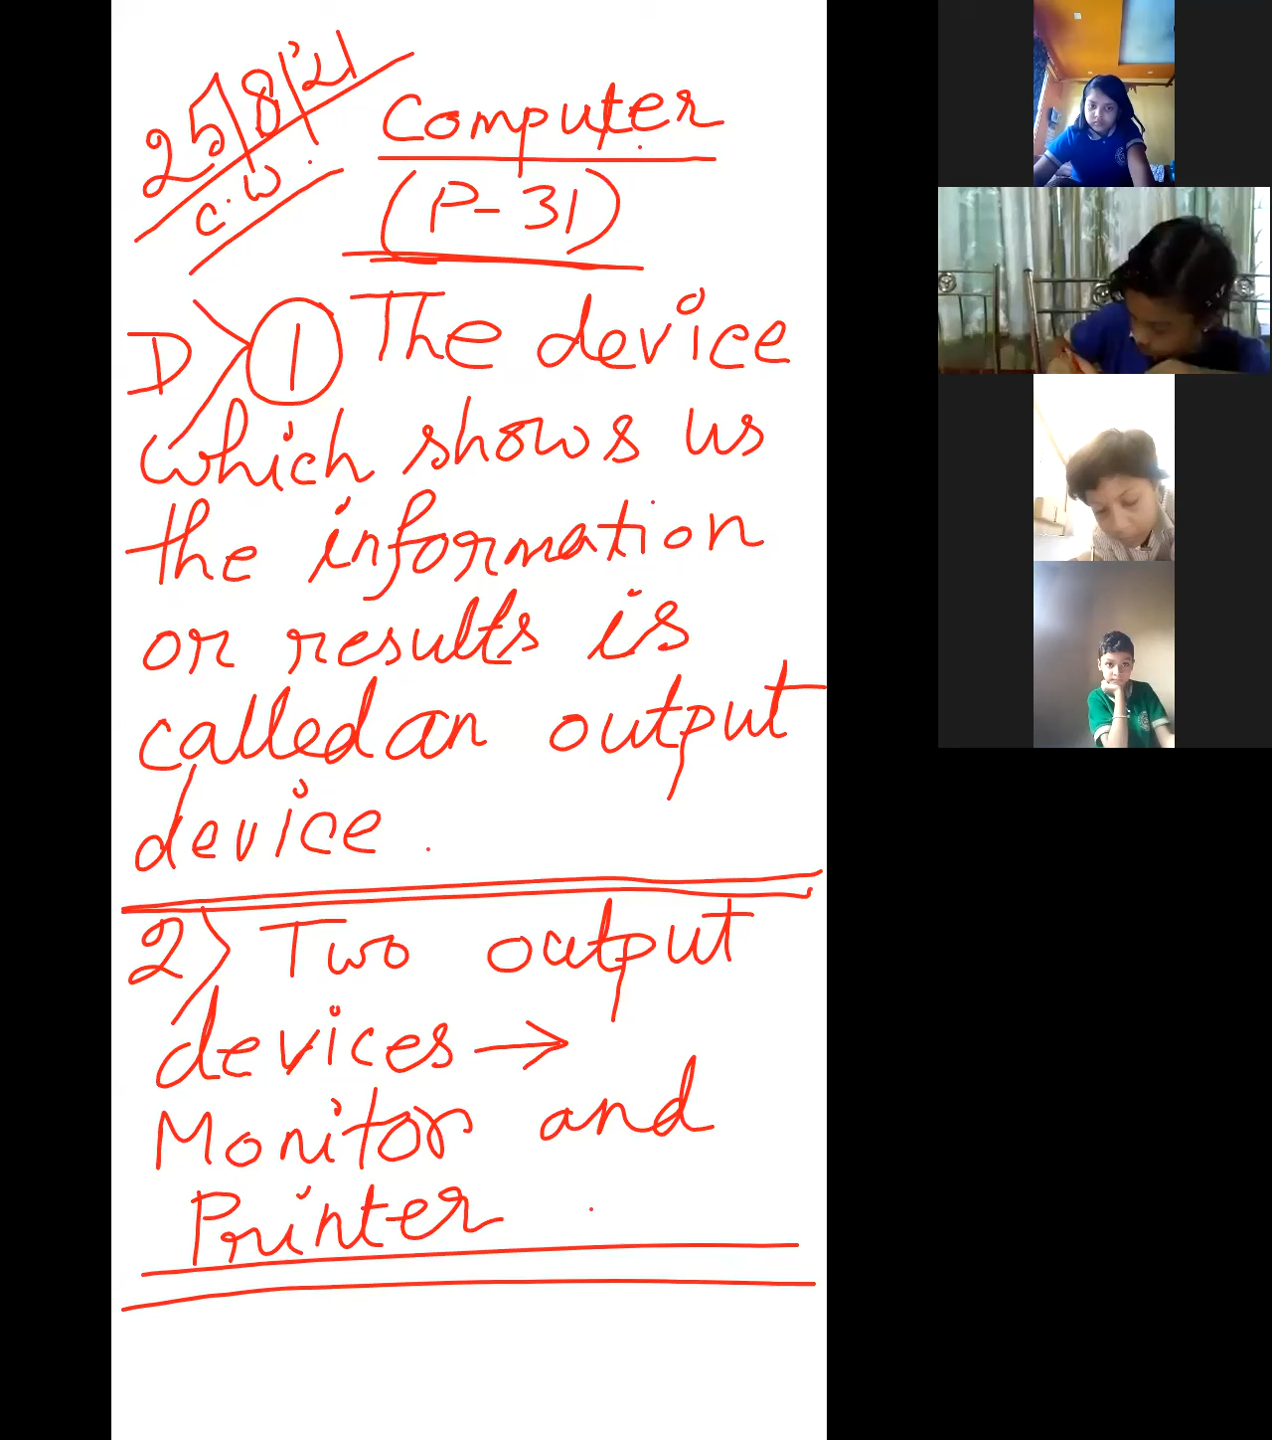 25/8/'21
C.W.
Computer
(P-31)
D> 1 The device
which shows us
the information
or results is
called an output
device.
2> Two output
devices →
Monitor and
Printer.